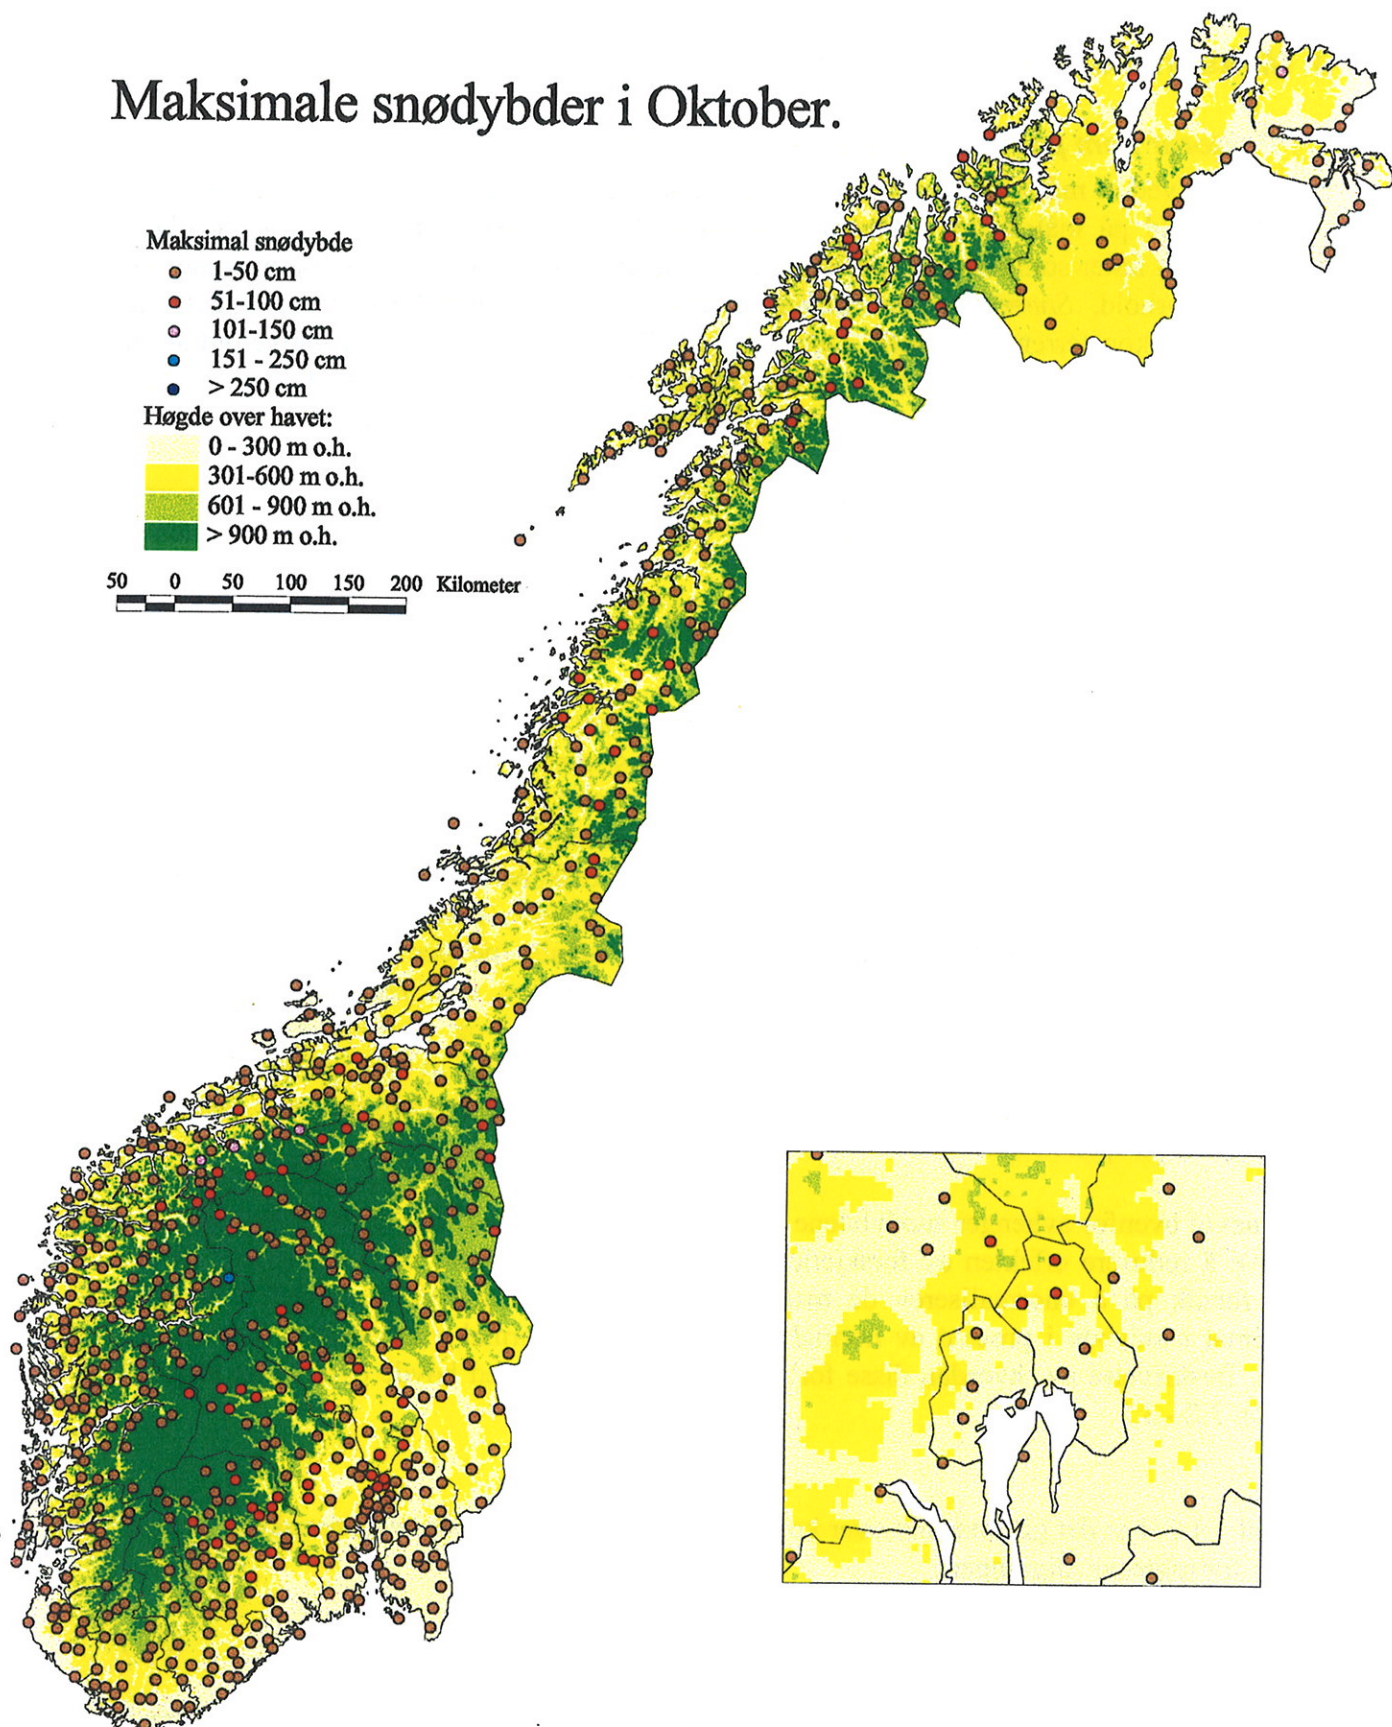 Maksimale snødybder i Oktober.
Maksimal snødybde
1-50 cm
51-100 cm
101-150 cm
151 - 250 cm
> 250 cm
Høgde over havet:
0 - 300 m o.h.
301-600 m o.h.
601 - 900 m o.h.
> 900 m o.h.
50 0 50 100 150 200 Kilometer